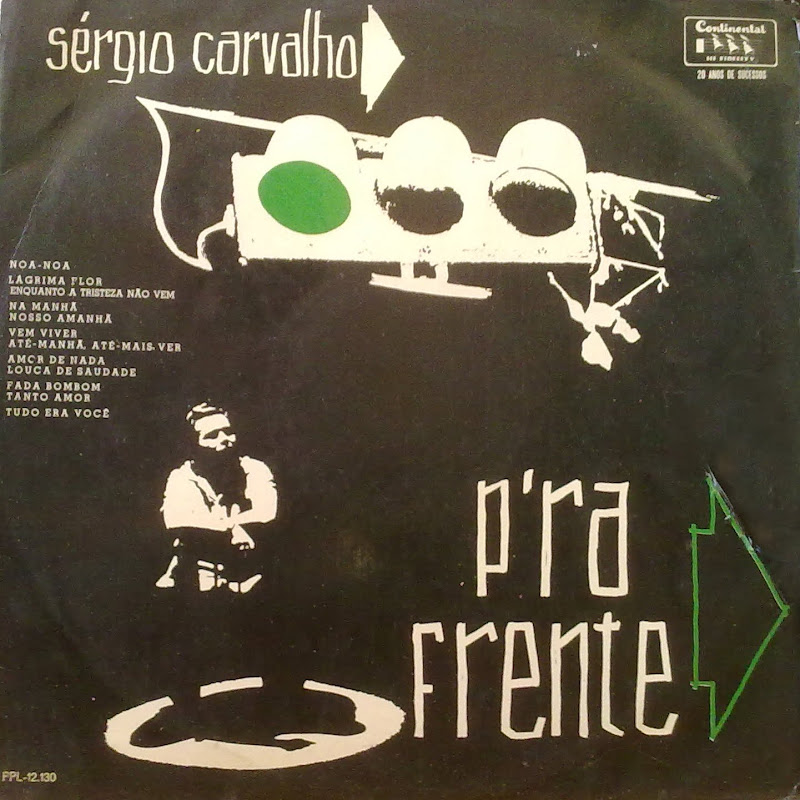 sérgio carvalho
Continental
HI FIDELITY
20 ANOS DE SUCESSOS
NOA-NOA
LÁGRIMA FLOR
ENQUANTO A TRISTEZA NÃO VEM
NA MANHÃ
NOSSO AMANHÃ
VEM VIVER
ATÉ-MANHÃ, ATÉ-MAIS-VER
AMOR DE NADA
LOUCA DE SAUDADE
FADA BOMBOM
TANTO AMOR
TUDO ERA VOCÊ
p'ra
frente
PPL-12.130